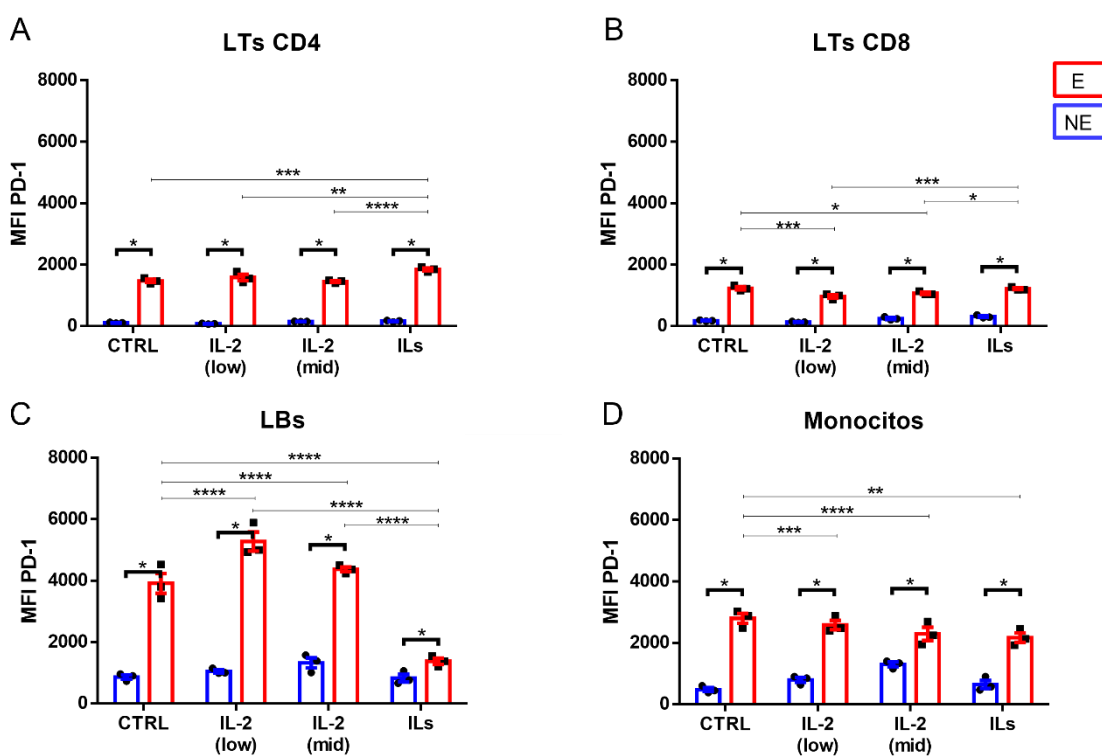 A
LTs CD4
MFI PD-1
8000
6000
4000
2000
0
***
**
****
*
*
*
*
CTRL
IL-2
(low)
IL-2
(mid)
ILs
B
LTs CD8
E
NE
MFI PD-1
8000
6000
4000
2000
0
***
*
*
***
*
*
*
*
CTRL
IL-2
(low)
IL-2
(mid)
ILs
C
LBs
MFI PD-1
8000
6000
4000
2000
0
****
****
****
****
****
*
*
*
*
CTRL
IL-2
(low)
IL-2
(mid)
ILs
D
Monocitos
MFI PD-1
8000
6000
4000
2000
0
**
****
***
*
*
*
*
CTRL
IL-2
(low)
IL-2
(mid)
ILs